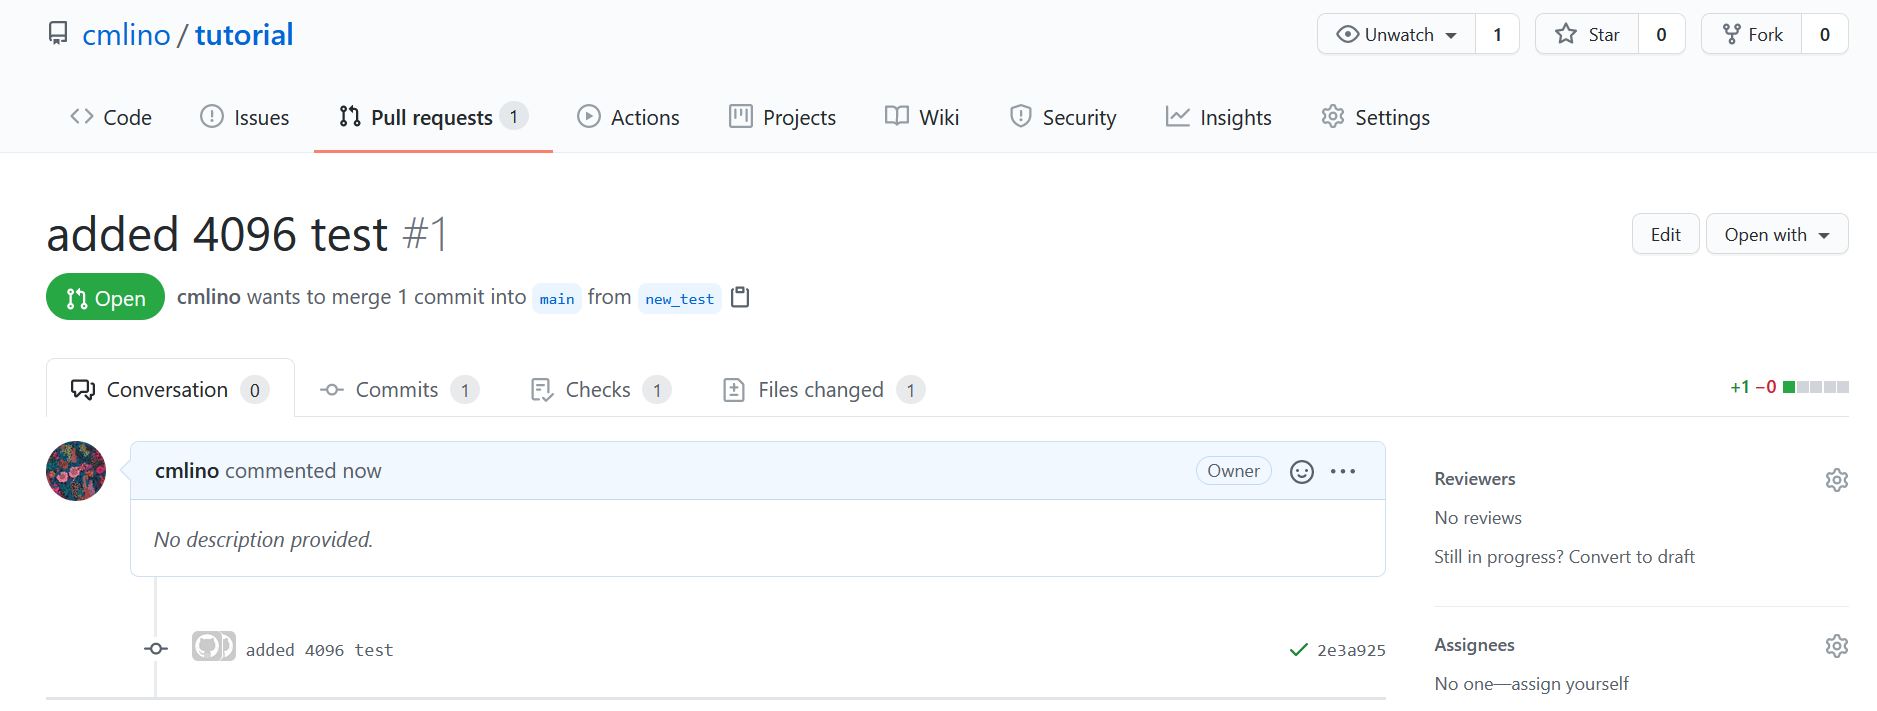 cmlino / tutorial
Unwatch 1 Star 0 Fork 0
Code Issues Pull requests 1 Actions Projects Wiki Security Insights Settings
added 4096 test #1
Edit Open with
Open cmlino wants to merge 1 commit into main from new_test
Conversation 0 Commits 1 Checks 1 Files changed 1
+1 −0
cmlino commented now Owner
No description provided.
added 4096 test 2e3a925
Reviewers
No reviews
Still in progress? Convert to draft
Assignees
No one—assign yourself